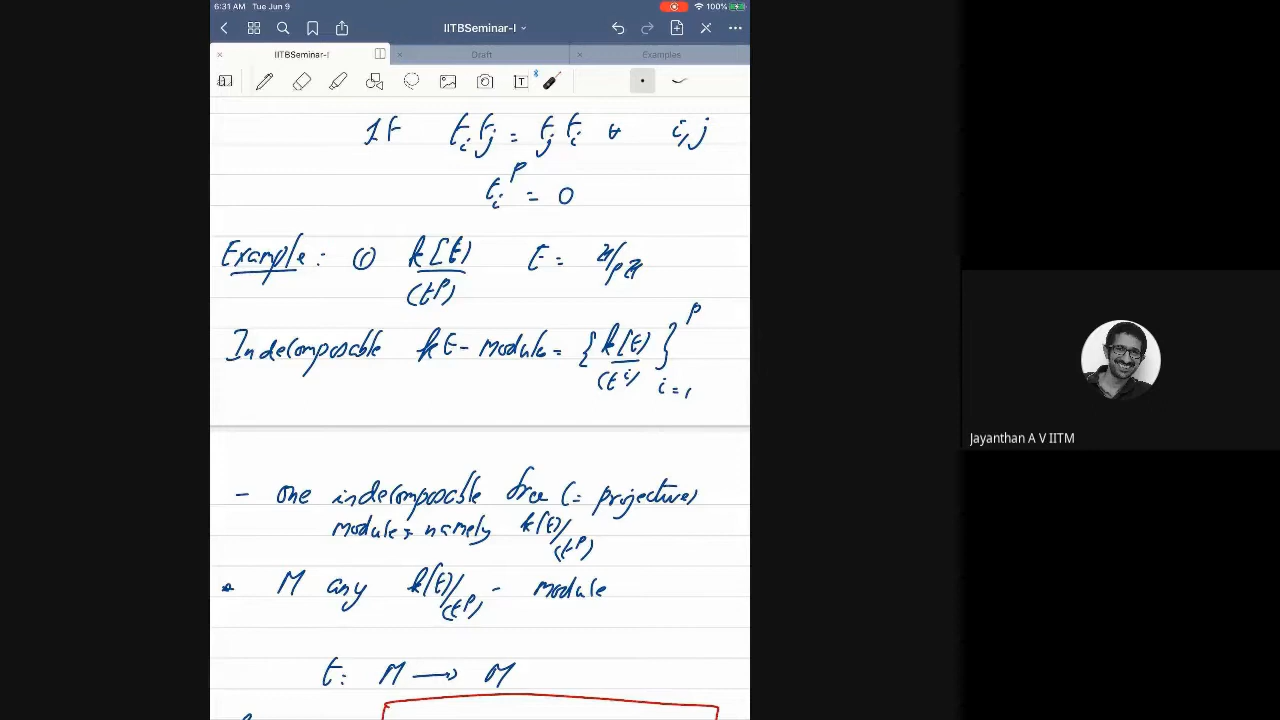 6:31 AM Tue Jun 9
100%
IITBSeminar-I
IITBSeminar-I
Draft
Examples
If t_i t_j = t_j t_i ∀ i, j
t_i^p = 0
Example: ① k[t]/(t^p) E = ℤ/pℤ
Indecomposable kE-module = {k[t]/(t^i)}_{i=1}^p
- one indecomposable free (= projective)
module, namely k[t]/(t^p)
• M any k[t]/(t^p) - module
t: M → M
Jayanthan A V IITM